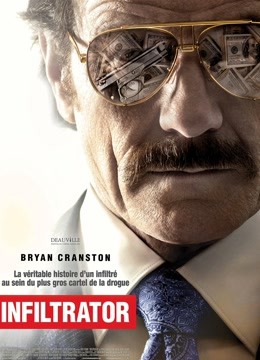 DEAUVILLE
BRYAN CRANSTON
La véritable histoire d'un infiltré
au sein du plus gros cartel de la drogue
INFILTRATOR